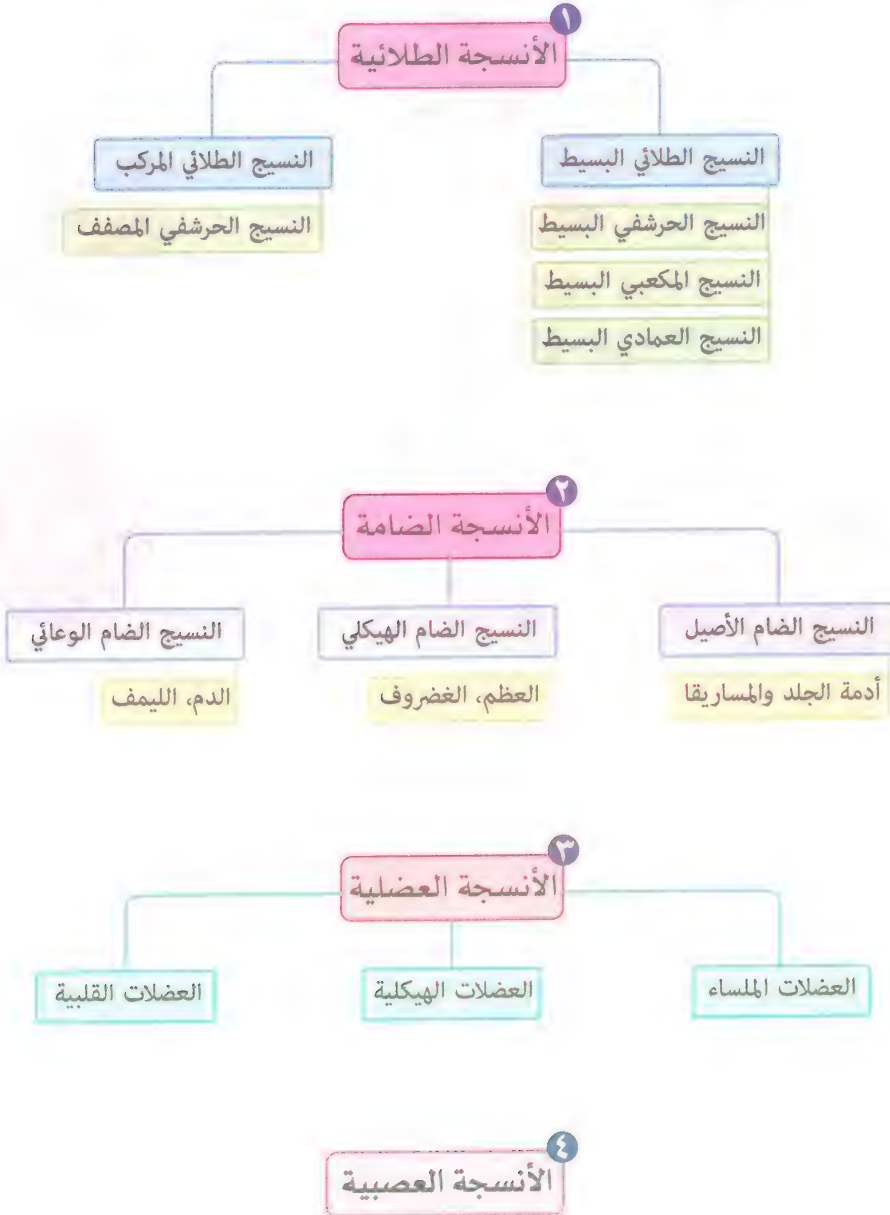 ١
الأنسجة الطلائية
النسيج الطلائي البسيط
النسيج الحرشفي البسيط
النسيج المكعبي البسيط
النسيج العمادي البسيط
النسيج الطلائي المركب
النسيج الحرشفي المصفف
٢
الأنسجة الضامة
النسيج الضام الأصيل
أدمة الجلد والمساريقا
النسيج الضام الهيكلي
العظم، الغضروف
النسيج الضام الوعائي
الدم، الليمف
٣
الأنسجة العضلية
العضلات الملساء
العضلات الهيكلية
العضلات القلبية
٤
الأنسجة العصبية